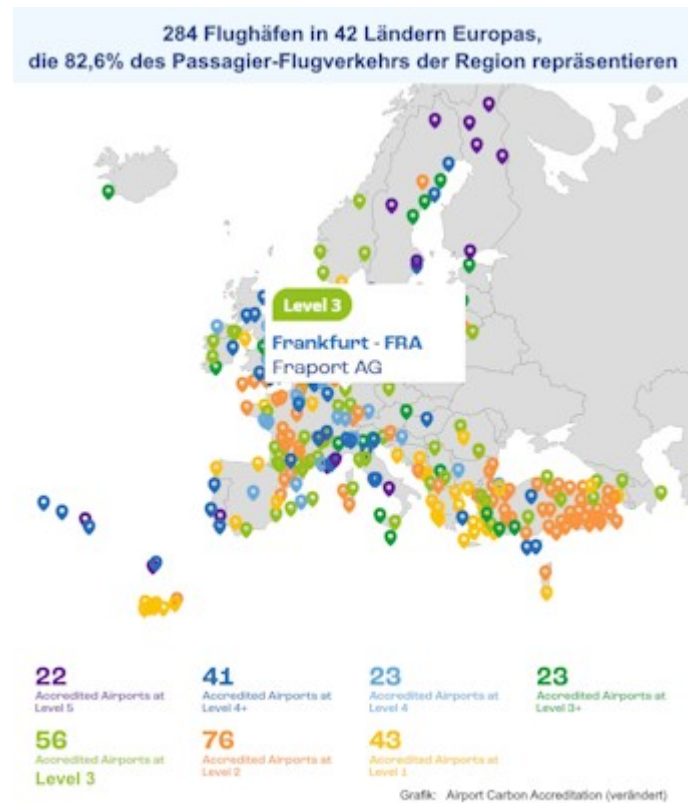 284 Flughäfen in 42 Ländern Europas,
die 82,6% des Passagier-Flugverkehrs der Region repräsentieren
Level 3
Frankfurt - FRA
Fraport AG
22
Accredited Airports at
Level 5
41
Accredited Airports at
Level 4+
23
Accredited Airports at
Level 4
23
Accredited Airports at
Level 3+
56
Accredited Airports at
Level 3
76
Accredited Airports at
Level 2
43
Accredited Airports at
Level 1
Grafik: Airport Carbon Accreditation (verändert)